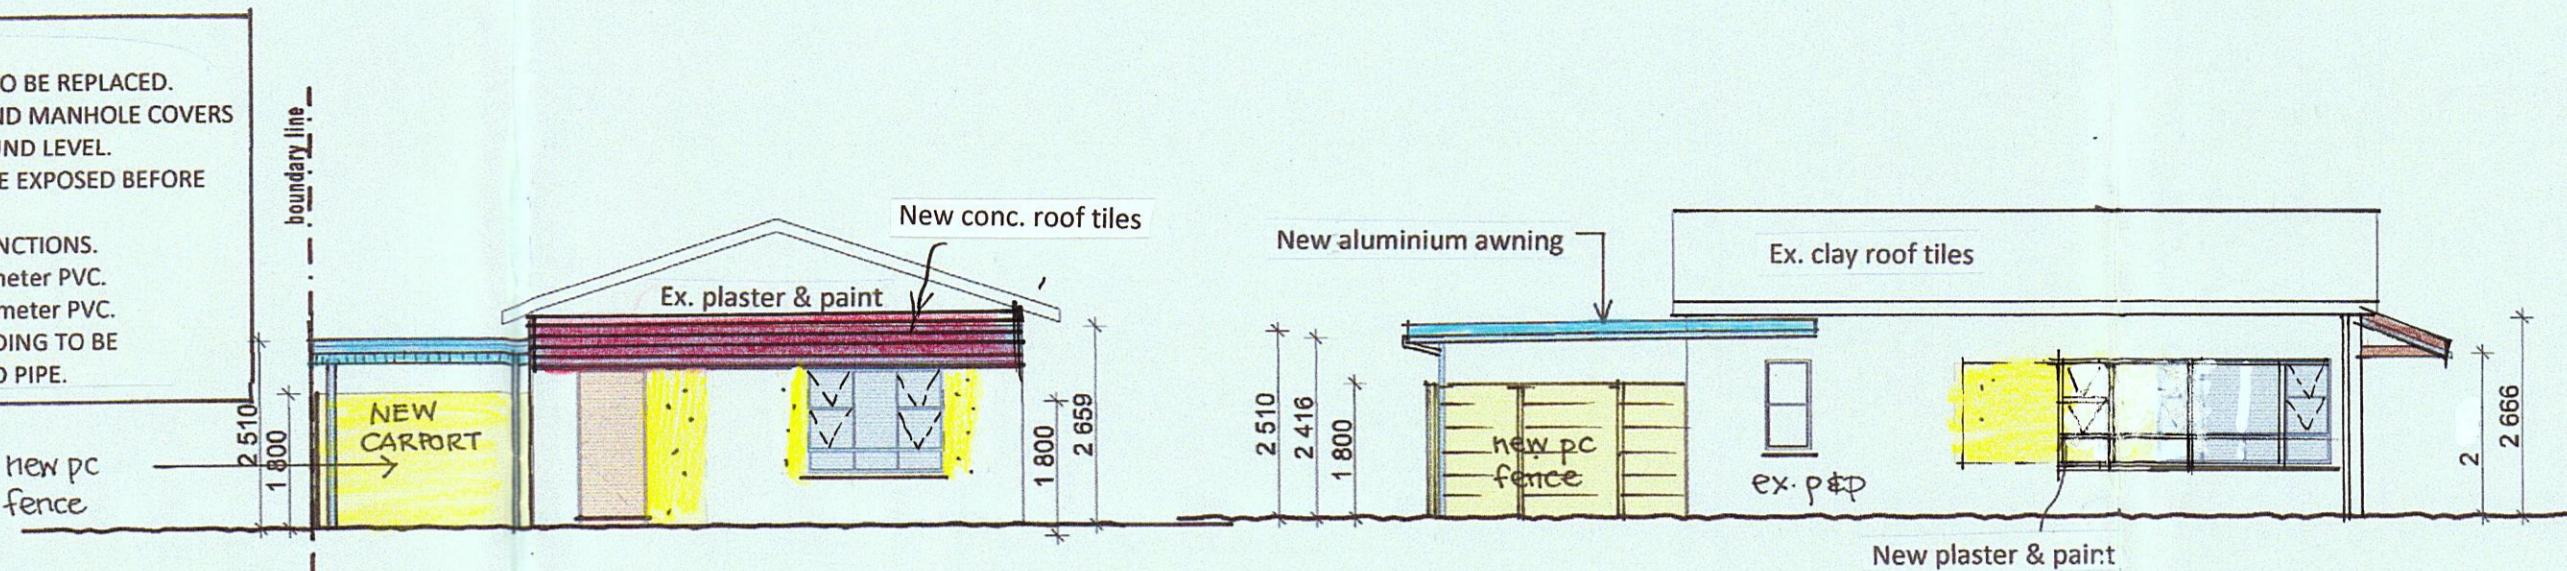 O BE REPLACED.
ND MANHOLE COVERS
UND LEVEL.
E EXPOSED BEFORE
NCTIONS.
neter PVC.
meter PVC.
DING TO BE
D PIPE.
boundary line
2 510
1 800
new pc
fence
NEW
CARPORT
New conc. roof tiles
Ex. plaster & paint
1 800
2 659
New aluminium awning
Ex. clay roof tiles
2 510
2 416
1 800
new pc
fence
ex. p&p
New plaster & paint
2
2 666